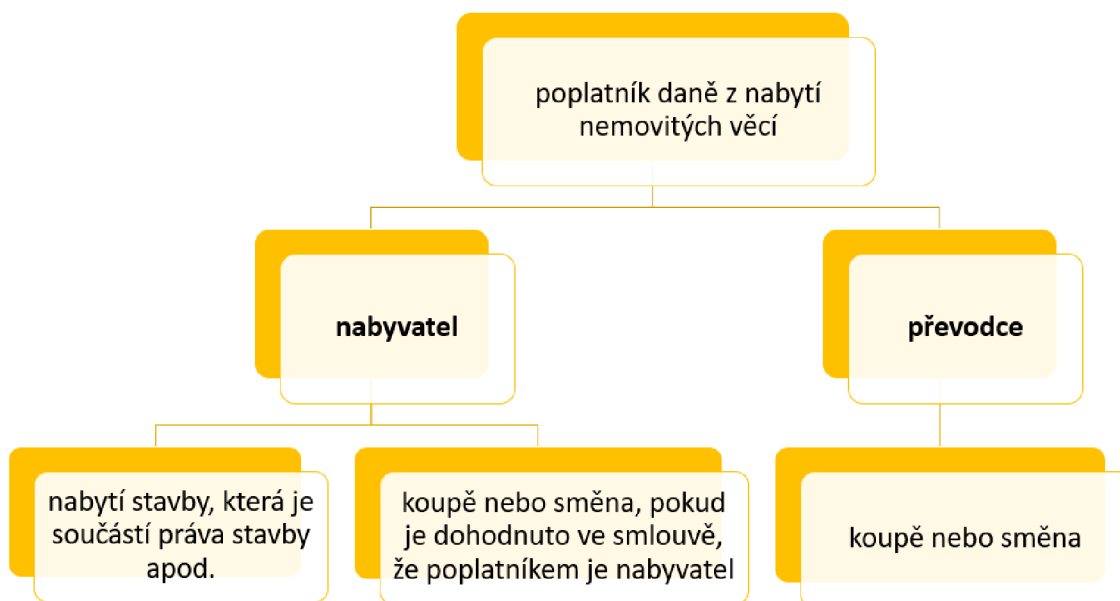 poplatník daně z nabytí
nemovitých věcí
nabyvatel
převodce
nabytí stavby, která je
součástí práva stavby
apod.
koupě nebo směna, pokud
je dohodnuto ve smlouvě,
že poplatníkem je nabyvatel
koupě nebo směna